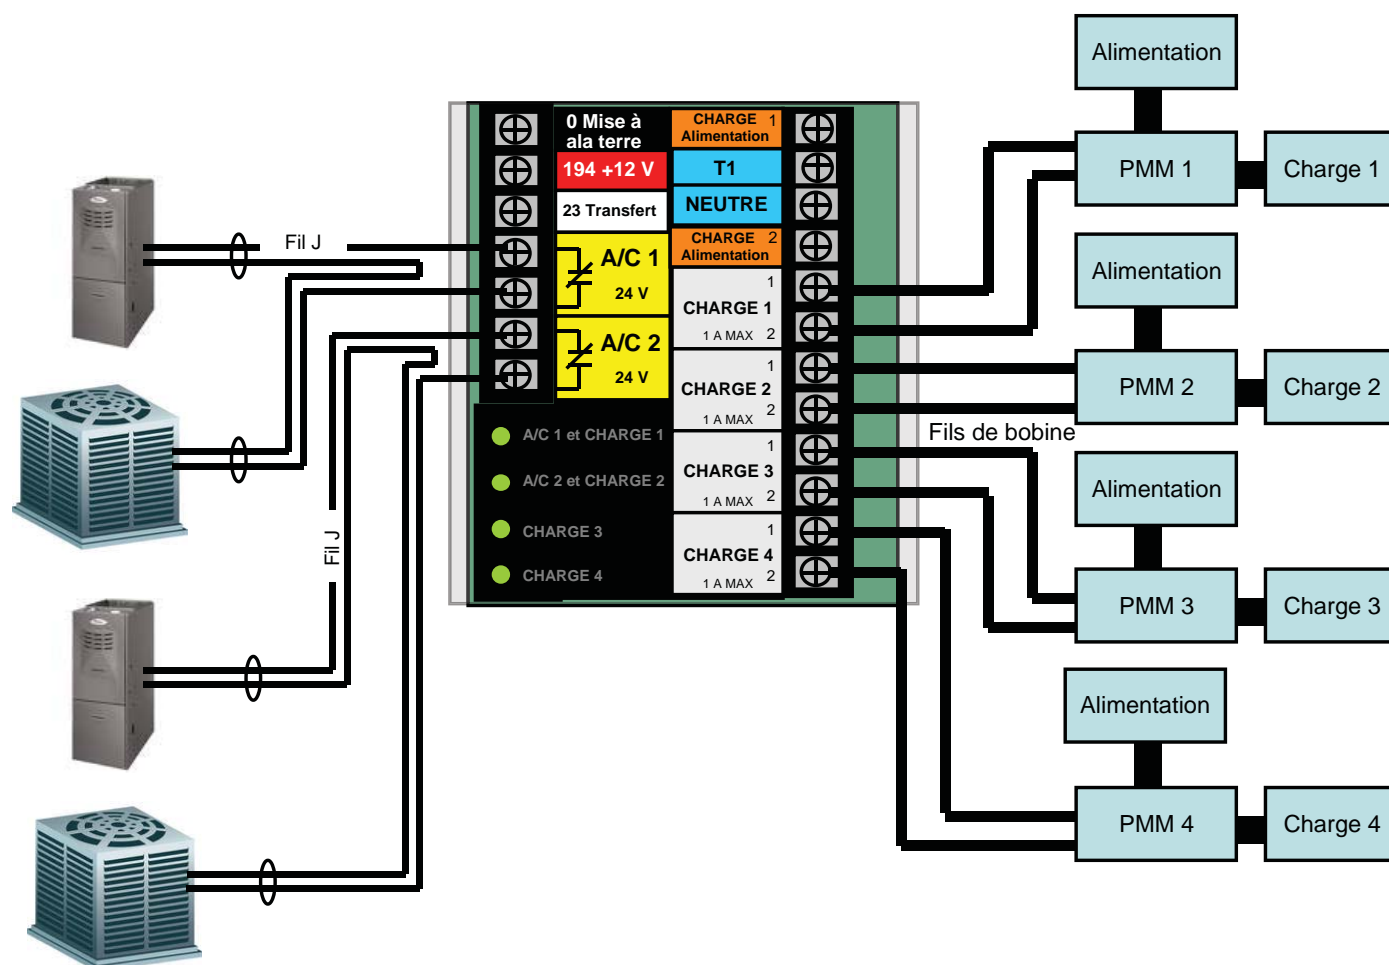 Alimentation
0 Mise à
ala terre
CHARGE 1
Alimentation
194 +12 V
T1
PMM 1
Charge 1
23 Transfert
NEUTRE
Fil J
A/C 1
24 V
CHARGE 2
Alimentation
Alimentation
1
CHARGE 1
1 A MAX 2
A/C 2
24 V
1
CHARGE 2
1 A MAX 2
PMM 2
Charge 2
Fils de bobine
A/C 1 et CHARGE 1
A/C 2 et CHARGE 2
CHARGE 3
CHARGE 4
1
CHARGE 3
1 A MAX 2
1
CHARGE 4
1 A MAX 2
Fil J
Alimentation
PMM 3
Charge 3
Alimentation
PMM 4
Charge 4